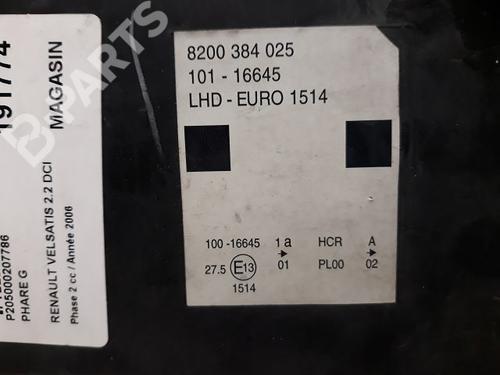 8200 384 025
101 - 16645
LHD - EURO 1514
100 - 16645 1 a HCR A
27.5 E13 01 PL00 02
1514
191774
MAGASIN
P205000207786
PHARE G
RENAULT VELSATIS 2.2 DCI
Phase 2 cc / Année 2006
B-PARTS